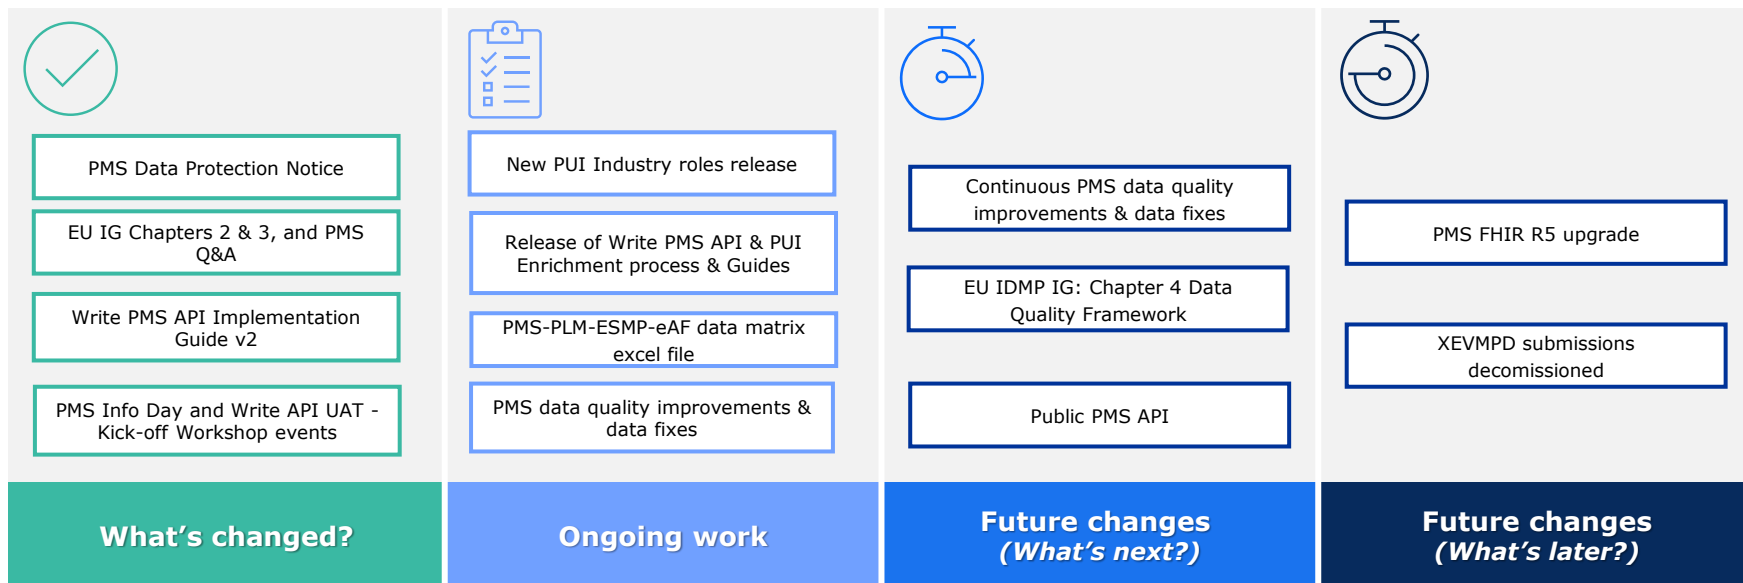 PMS Data Protection Notice
EU IG Chapters 2 & 3, and PMS
Q&A
Write PMS API Implementation
Guide v2
PMS Info Day and Write API UAT -
Kick-off Workshop events
What's changed?
New PUI Industry roles release
Release of Write PMS API & PUI
Enrichment process & Guides
PMS-PLM-ESMP-eAF data matrix
excel file
PMS data quality improvements &
data fixes
Ongoing work
Continuous PMS data quality
improvements & data fixes
EU IDMP IG: Chapter 4 Data
Quality Framework
Public PMS API
Future changes
(What's next?)
PMS FHIR R5 upgrade
XEVMPD submissions
decomissioned
Future changes
(What's later?)